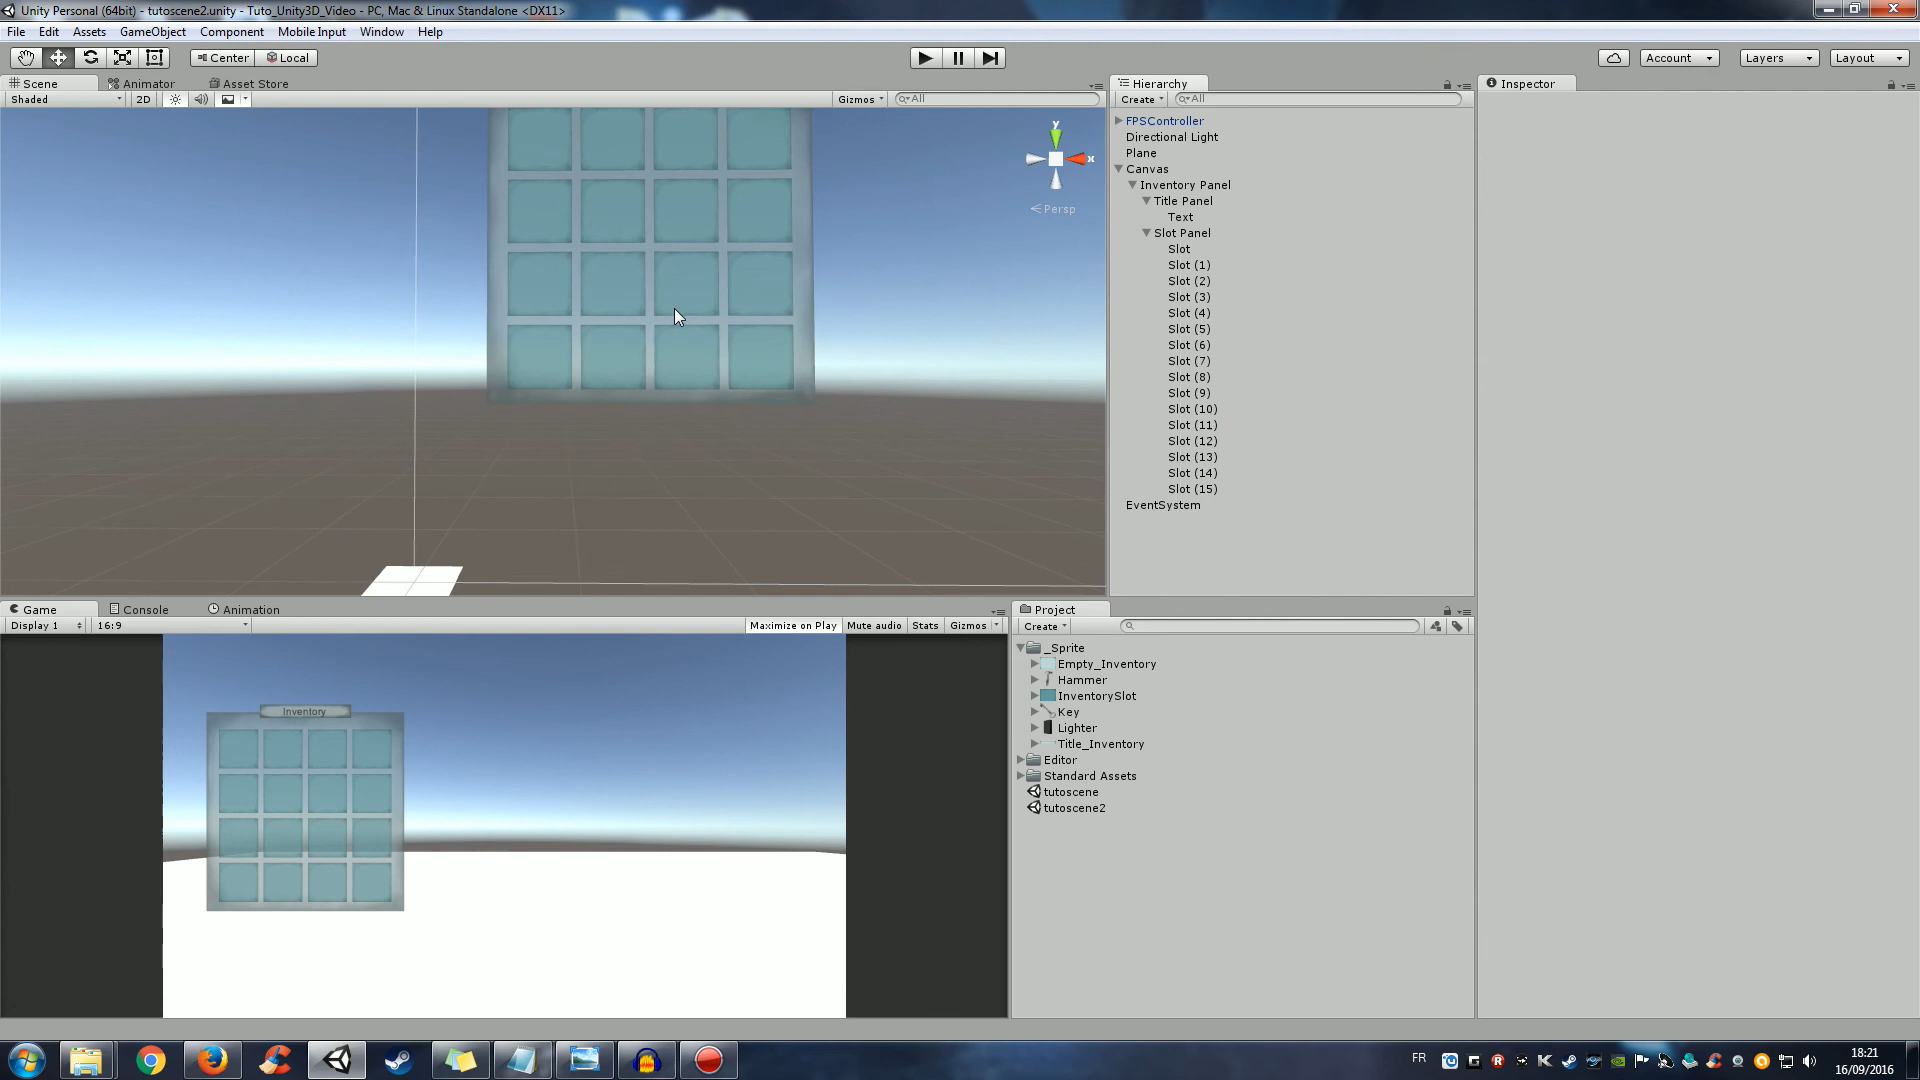 Unity Personal (64bit) - tutoscene2.unity - Tuto_Unity3D_Video - PC, Mac & Linux Standalone <DX11>
File Edit Assets GameObject Component Mobile Input Window Help
Center Local Account Layers Layout
Scene Animator Asset Store
Shaded 2D Gizmos All
y
x
Persp
Hierarchy
Create All
FPSController
Directional Light
Plane
Canvas
Inventory Panel
Title Panel
Text
Slot Panel
Slot
Slot (1)
Slot (2)
Slot (3)
Slot (4)
Slot (5)
Slot (6)
Slot (7)
Slot (8)
Slot (9)
Slot (10)
Slot (11)
Slot (12)
Slot (13)
Slot (14)
Slot (15)
EventSystem
Inspector
Game Console Animation
Display 1 16:9 Maximize on Play Mute audio Stats Gizmos
Inventory
Project
Create
_Sprite
Empty_Inventory
Hammer
InventorySlot
Key
Lighter
Title_Inventory
Editor
Standard Assets
tutoscene
tutoscene2
FR
18:21
16/09/2016